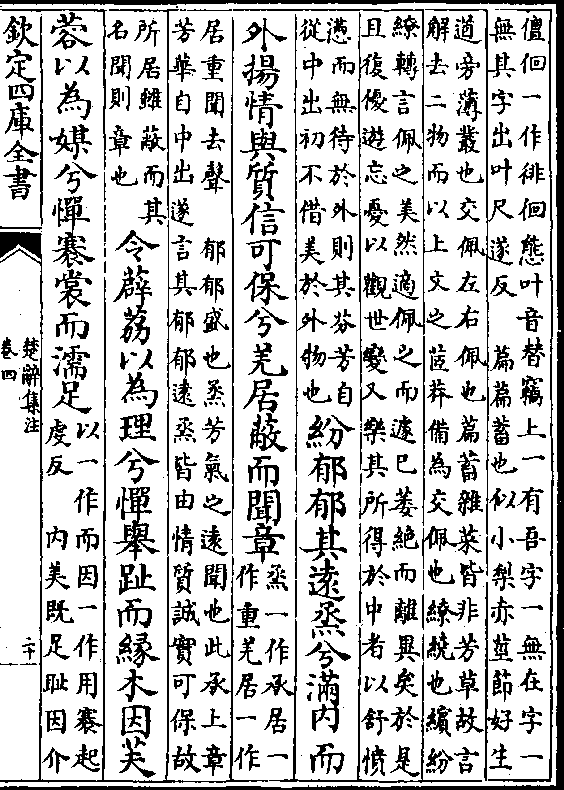 儃佪一作徘徊態叶音替竊上一有吾字一無在字一
無其字出叶尺遂反 萹萹蓄也似小梨亦莖節好生
道旁薄叢也交佩左右佩也萹蓄雜菜皆非芳草故言
解去二物而以上文之茝莽備為交佩也繚繞也繽紛
繚轉言佩之美然適佩之而遽已萎絶而離異矣於是
且復優遊忘憂以觀世變又樂其所得於中者以舒憤
懣而無待於外則其芬芳自
從中出初不借美於外物也
紛郁郁其遠烝兮滿内而
外揚情與質信可保兮羌居蔽而聞章
烝一作承居一
作重羌居一作
居重聞去聲 郁郁盛也烝芳氣之遠聞也此承上章
芳華自中出遂言其郁郁遠烝皆由情質誠實可保故
所居雖蔽而其
名聞則章也
令薜荔以為理兮憚舉趾而緣木因芙
蓉以為媒兮憚褰裳而濡足
以一作而因一作用褰起
虔反 内美既足恥因介
欽定四庫全書
楚辭集注
卷四
二十